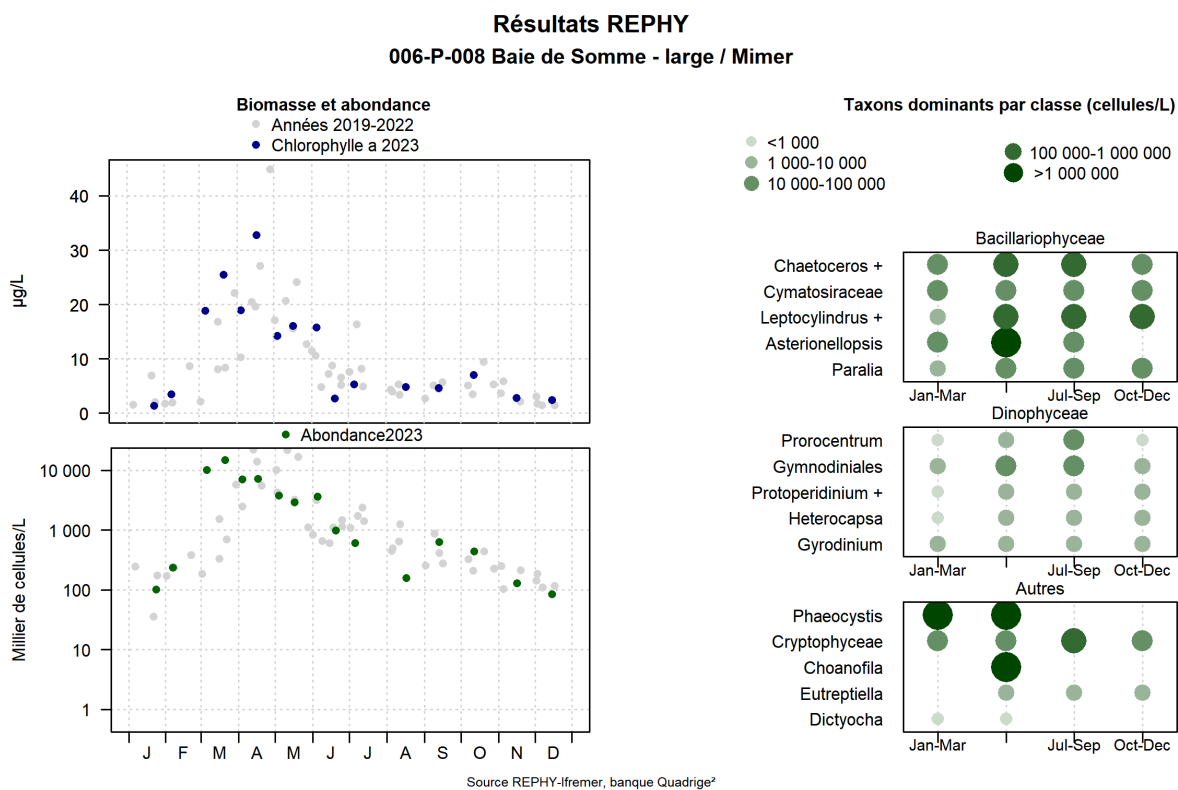 Résultats REPHY
006-P-008 Baie de Somme - large / Mimer
Biomasse et abondance
Années 2019-2022
Chlorophylle a 2023
µg/L
40
30
20
10
0
Abondance2023
Millier de cellules/L
10 000
1 000
100
10
1
J F M A M J J A S O N D
Taxons dominants par classe (cellules/L)
<1 000
1 000-10 000
10 000-100 000
100 000-1 000 000
>1 000 000
Bacillariophyceae
Chaetoceros +
Cymatosiraceae
Leptocylindrus +
Asterionellopsis
Paralia
Jan-Mar Jul-Sep Oct-Dec
Dinophyceae
Prorocentrum
Gymnodiniales
Protoperidinium +
Heterocapsa
Gyrodinium
Jan-Mar Jul-Sep Oct-Dec
Autres
Phaeocystis
Cryptophyceae
Choanofila
Eutreptiella
Dictyocha
Jan-Mar Jul-Sep Oct-Dec
Source REPHY-Ifremer, banque Quadrige²